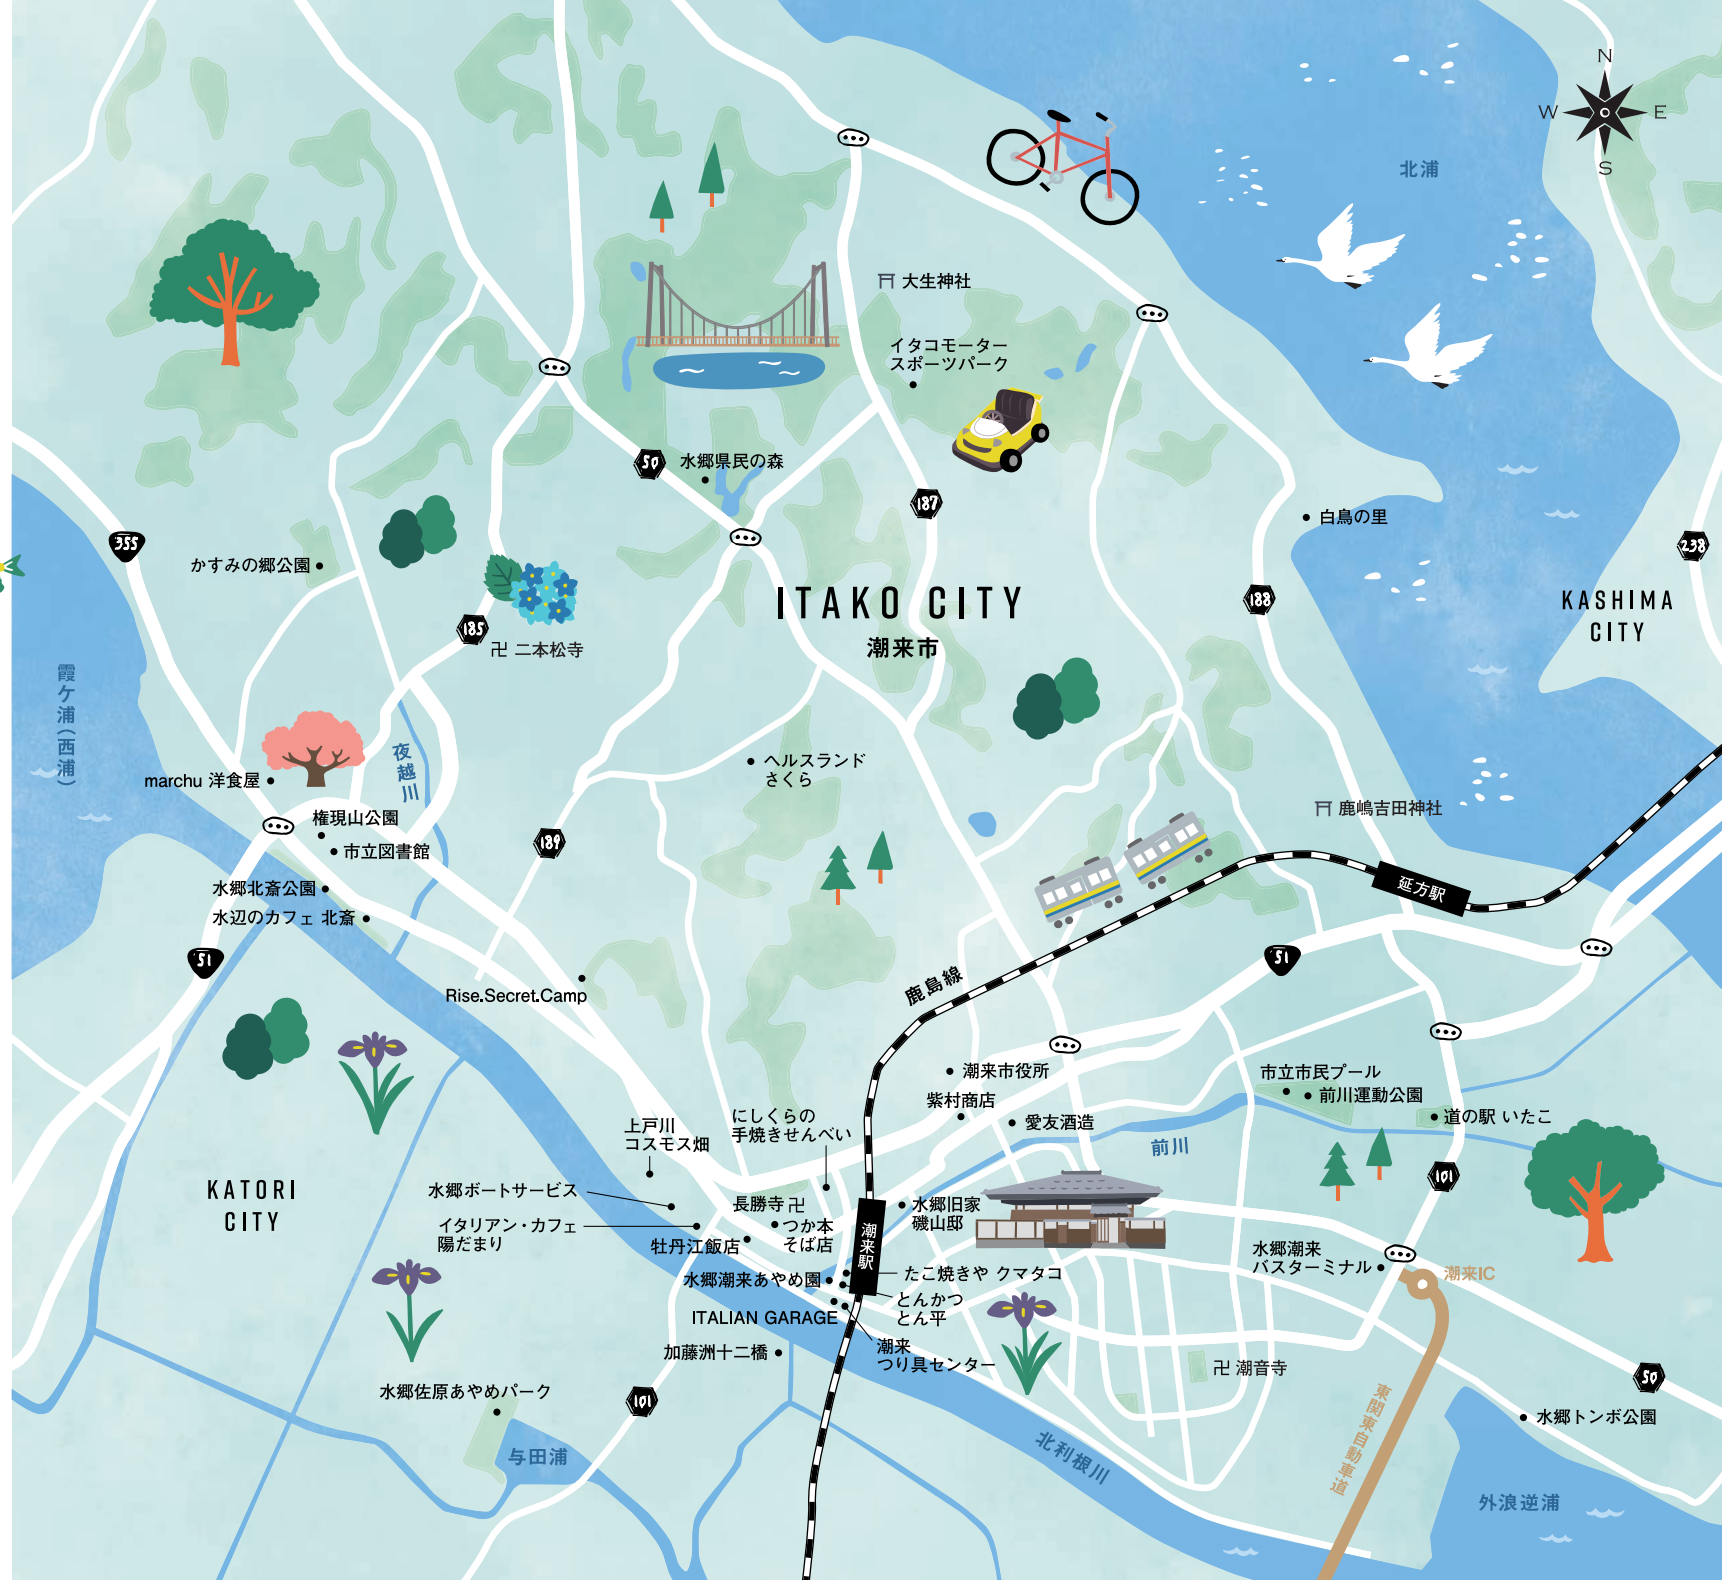 N
W
E
S
北浦
大生神社
イタコモーター
スポーツパーク
50
水郷県民の森
187
白鳥の里
238
355
かすみの郷公園
185
卍 二本松寺
ITAKO CITY
潮来市
188
KASHIMA
CITY
霞ケ浦(西浦)
夜越川
marchu 洋食屋
ヘルスランド
さくら
権現山公園
市立図書館
189
鹿嶋吉田神社
水郷北斎公園
水辺のカフェ 北斎
延方駅
51
51
Rise.Secret.Camp
鹿島線
潮来市役所
紫村商店
愛友酒造
市立市民プール
前川運動公園
道の駅 いたこ
前川
上戸川
コスモス畑
にしくらの
手焼きせんべい
KATORI
CITY
101
水郷ボートサービス
長勝寺 卍
水郷旧家
磯山邸
イタリアン・カフェ
陽だまり
つか本
そば店
牡丹江飯店
潮来駅
水郷潮来
バスターミナル
潮来IC
水郷潮来あやめ園
たこ焼きや クマタコ
とんかつ
とん平
ITALIAN GARAGE
潮来
つり具センター
加藤洲十二橋
卍 潮音寺
50
水郷佐原あやめパーク
101
東関東自動車道
水郷トンボ公園
与田浦
北利根川
外浪逆浦